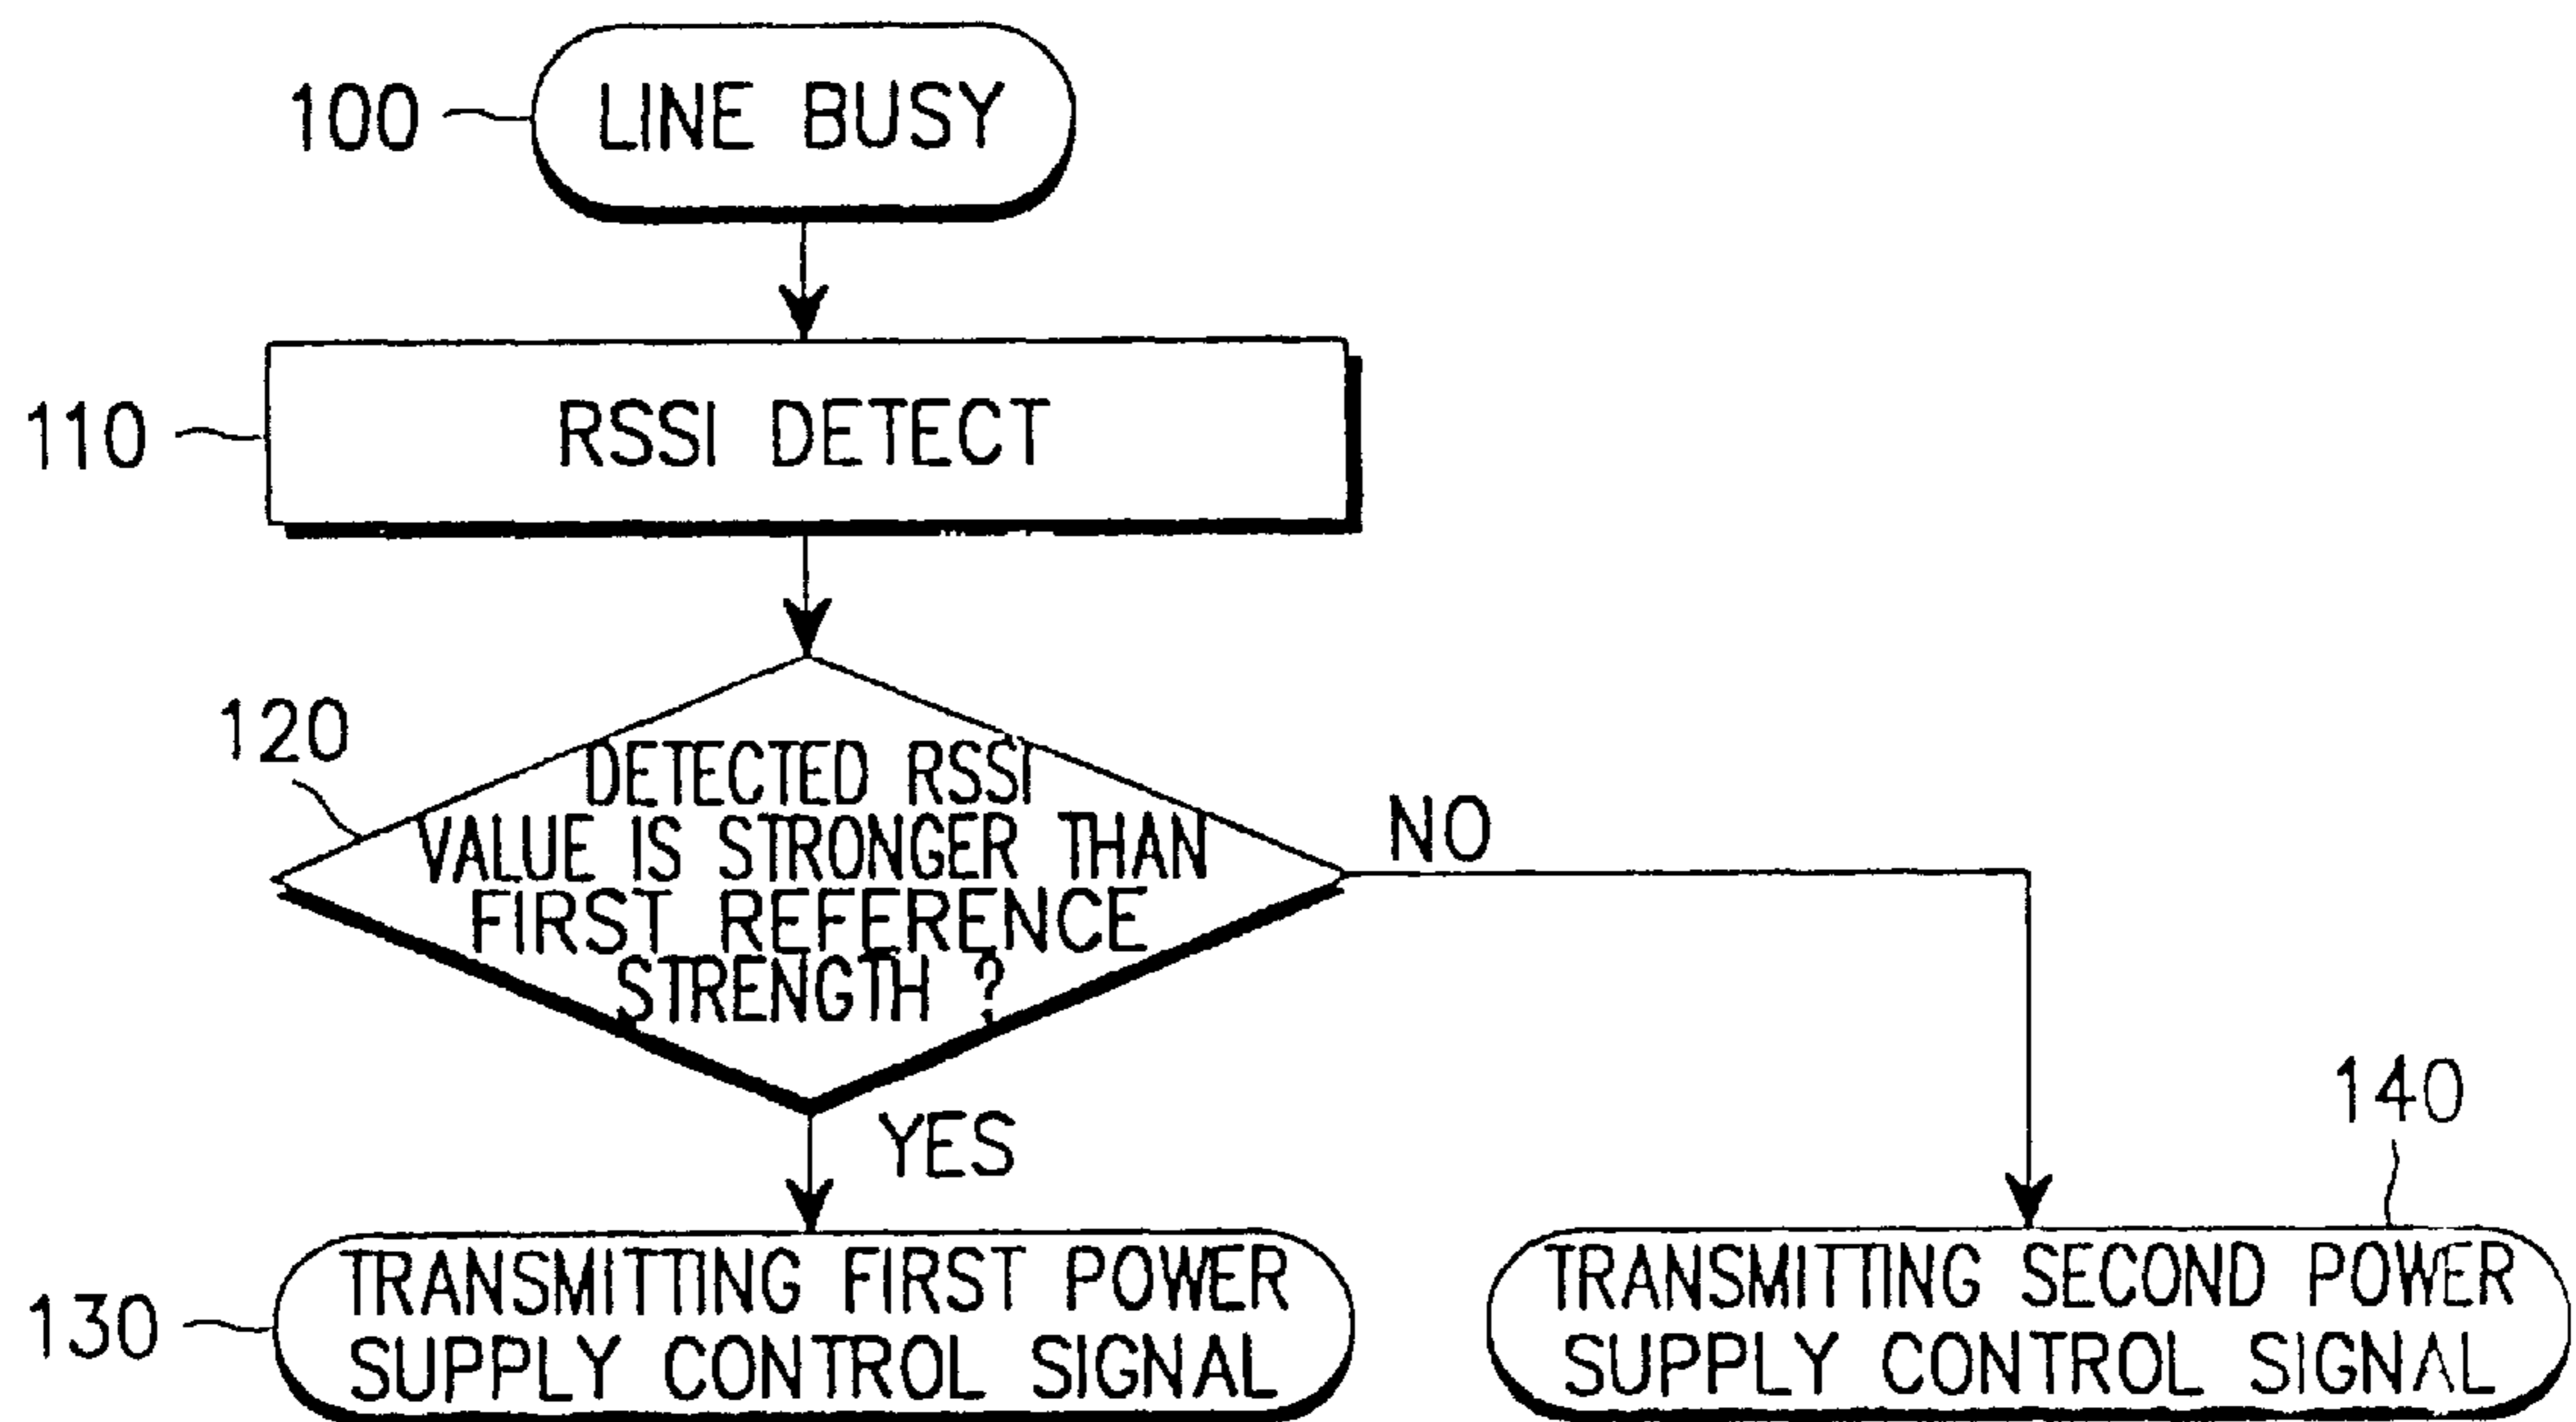 100
LINE BUSY
110
RSSI DETECT
120
DETECTED RSSI
VALUE IS STRONGER THAN
FIRST REFERENCE
STRENGTH ?
NO
YES
130
TRANSMITTING FIRST POWER
SUPPLY CONTROL SIGNAL
140
TRANSMITTING SECOND POWER
SUPPLY CONTROL SIGNAL